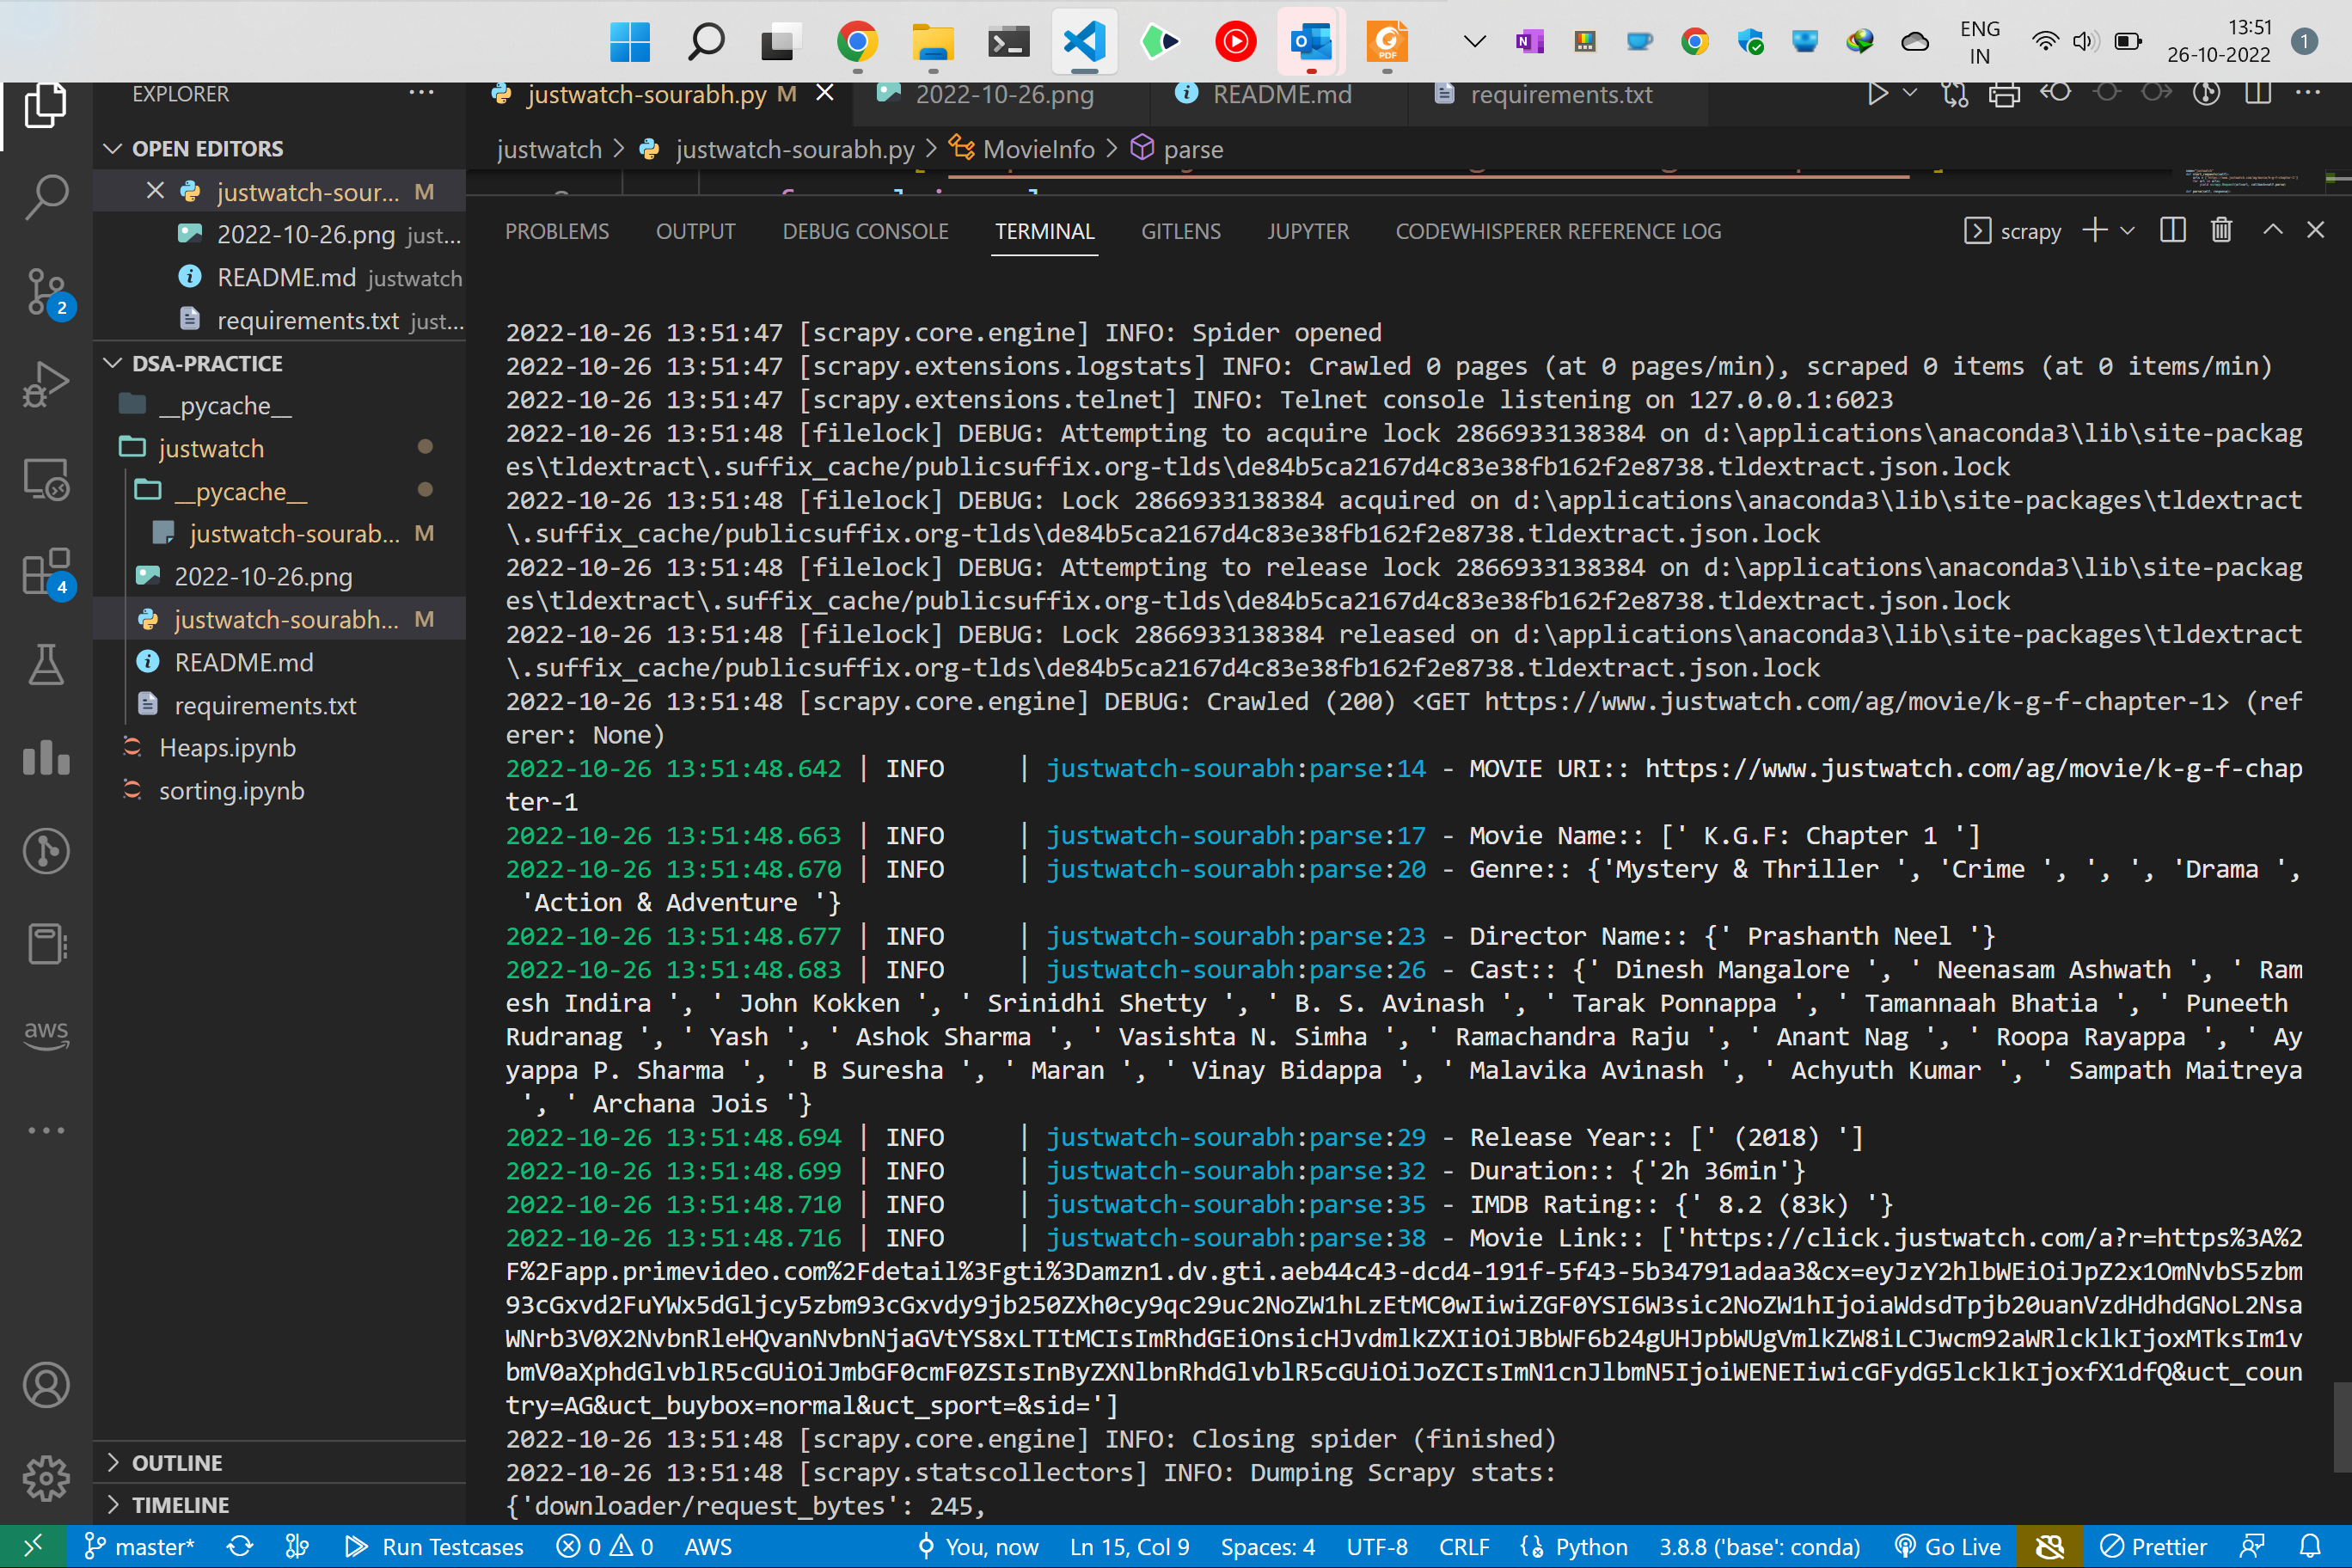 ENG
IN
13:51
26-10-2022
1
EXPLORER
justwatch-sourabh.py M
2022-10-26.png
README.md
requirements.txt
OPEN EDITORS
justwatch > justwatch-sourabh.py > MovieInfo > parse
justwatch-sour... M
2022-10-26.png just...
README.md justwatch
requirements.txt just...
2
4
aws
DSA-PRACTICE
__pycache__
justwatch
__pycache__
justwatch-sourab... M
2022-10-26.png
justwatch-sourabh... M
README.md
requirements.txt
Heaps.ipynb
sorting.ipynb
OUTLINE
TIMELINE
PROBLEMS OUTPUT DEBUG CONSOLE TERMINAL GITLENS JUPYTER CODEWHISPERER REFERENCE LOG
scrapy
2022-10-26 13:51:47 [scrapy.core.engine] INFO: Spider opened
2022-10-26 13:51:47 [scrapy.extensions.logstats] INFO: Crawled 0 pages (at 0 pages/min), scraped 0 items (at 0 items/min)
2022-10-26 13:51:47 [scrapy.extensions.telnet] INFO: Telnet console listening on 127.0.0.1:6023
2022-10-26 13:51:48 [filelock] DEBUG: Attempting to acquire lock 2866933138384 on d:\applications\anaconda3\lib\site-packag
es\tldextract\.suffix_cache/publicsuffix.org-tlds\de84b5ca2167d4c83e38fb162f2e8738.tldextract.json.lock
2022-10-26 13:51:48 [filelock] DEBUG: Lock 2866933138384 acquired on d:\applications\anaconda3\lib\site-packages\tldextract
\.suffix_cache/publicsuffix.org-tlds\de84b5ca2167d4c83e38fb162f2e8738.tldextract.json.lock
2022-10-26 13:51:48 [filelock] DEBUG: Attempting to release lock 2866933138384 on d:\applications\anaconda3\lib\site-packag
es\tldextract\.suffix_cache/publicsuffix.org-tlds\de84b5ca2167d4c83e38fb162f2e8738.tldextract.json.lock
2022-10-26 13:51:48 [filelock] DEBUG: Lock 2866933138384 released on d:\applications\anaconda3\lib\site-packages\tldextract
\.suffix_cache/publicsuffix.org-tlds\de84b5ca2167d4c83e38fb162f2e8738.tldextract.json.lock
2022-10-26 13:51:48 [scrapy.core.engine] DEBUG: Crawled (200) <GET https://www.justwatch.com/ag/movie/k-g-f-chapter-1> (ref
erer: None)
2022-10-26 13:51:48.642 | INFO     | justwatch-sourabh:parse:14 - MOVIE URI:: https://www.justwatch.com/ag/movie/k-g-f-chap
ter-1
2022-10-26 13:51:48.663 | INFO     | justwatch-sourabh:parse:17 - Movie Name:: [' K.G.F: Chapter 1 ']
2022-10-26 13:51:48.670 | INFO     | justwatch-sourabh:parse:20 - Genre:: {'Mystery & Thriller ', 'Crime ', ', ', 'Drama ',
'Action & Adventure '}
2022-10-26 13:51:48.677 | INFO     | justwatch-sourabh:parse:23 - Director Name:: {' Prashanth Neel '}
2022-10-26 13:51:48.683 | INFO     | justwatch-sourabh:parse:26 - Cast:: {' Dinesh Mangalore ', ' Neenasam Ashwath ', ' Ram
esh Indira ', ' John Kokken ', ' Srinidhi Shetty ', ' B. S. Avinash ', ' Tarak Ponnappa ', ' Tamannaah Bhatia ', ' Puneeth
Rudranag ', ' Yash ', ' Ashok Sharma ', ' Vasishta N. Simha ', ' Ramachandra Raju ', ' Anant Nag ', ' Roopa Rayappa ', ' Ay
yappa P. Sharma ', ' B Suresha ', ' Maran ', ' Vinay Bidappa ', ' Malavika Avinash ', ' Achyuth Kumar ', ' Sampath Maitreya
', ' Archana Jois '}
2022-10-26 13:51:48.694 | INFO     | justwatch-sourabh:parse:29 - Release Year:: [' (2018) ']
2022-10-26 13:51:48.699 | INFO     | justwatch-sourabh:parse:32 - Duration:: {'2h 36min'}
2022-10-26 13:51:48.710 | INFO     | justwatch-sourabh:parse:35 - IMDB Rating:: {' 8.2 (83k) '}
2022-10-26 13:51:48.716 | INFO     | justwatch-sourabh:parse:38 - Movie Link:: ['https://click.justwatch.com/a?r=https%3A%2
F%2Fapp.primevideo.com%2Fdetail%3Fgti%3Damzn1.dv.gti.aeb44c43-dcd4-191f-5f43-5b34791adaa3&cx=eyJzY2hlbWEiOiJpZ2x1OmNvbS5zbm
93cGxvd2FuYWx5dGljcy5zbm93cGxvdy9jb250ZXh0cy9qc29uc2NoZW1hLzEtMC0wIiwiZGF0YSI6W3sic2NoZW1hIjoiaWdsdTpjb20uanVzdHdhdGNoL2Nsa
WNrb3V0X2NvbnRleHQvanNvbnNjaGVtYS8xLTItMCIsImRhdGEiOnsicHJvdmlkZXIiOiJBbWF6b24gUHJpbWUgVmlkZW8iLCJwcm92aWRlcklkIjoxMTksIm1v
bmV0aXphdGlvblR5cGUiOiJmbGF0cmF0ZSIsInByZXNlbnRhdGlvblR5cGUiOiJoZCIsImN1cnJlbmN5IjoiWENEIiwicGFydG5lcklkIjoxfX1dfQ&uct_coun
try=AG&uct_buybox=normal&uct_sport=&sid=']
2022-10-26 13:51:48 [scrapy.core.engine] INFO: Closing spider (finished)
2022-10-26 13:51:48 [scrapy.statscollectors] INFO: Dumping Scrapy stats:
{'downloader/request_bytes': 245,
master* Run Testcases 0 0 AWS You, now Ln 15, Col 9 Spaces: 4 UTF-8 CRLF Python 3.8.8 ('base': conda) Go Live Prettier